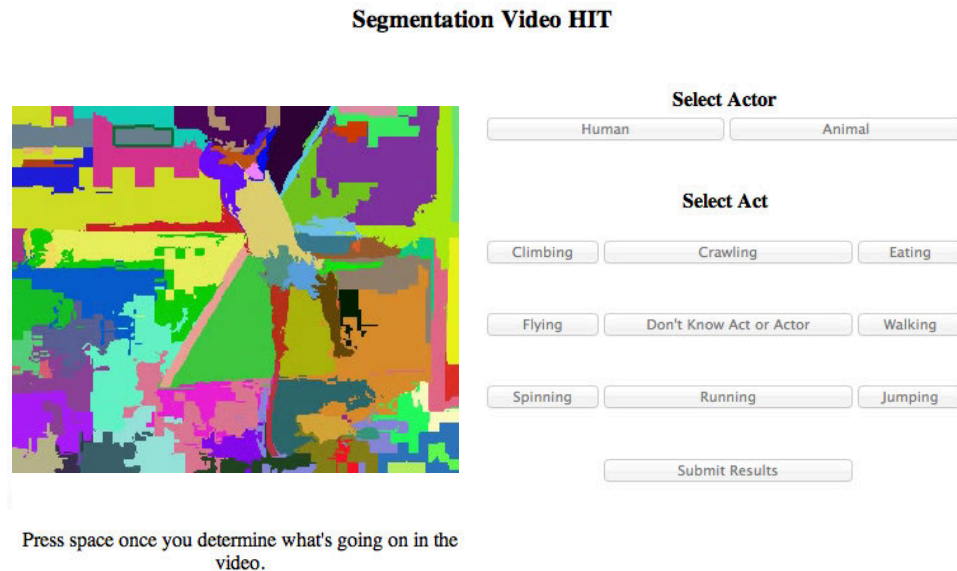 Segmentation Video HIT
Select Actor
Human Animal
Select Act
Climbing Crawling Eating
Flying Don't Know Act or Actor Walking
Spinning Running Jumping
Submit Results
Press space once you determine what's going on in the
video.